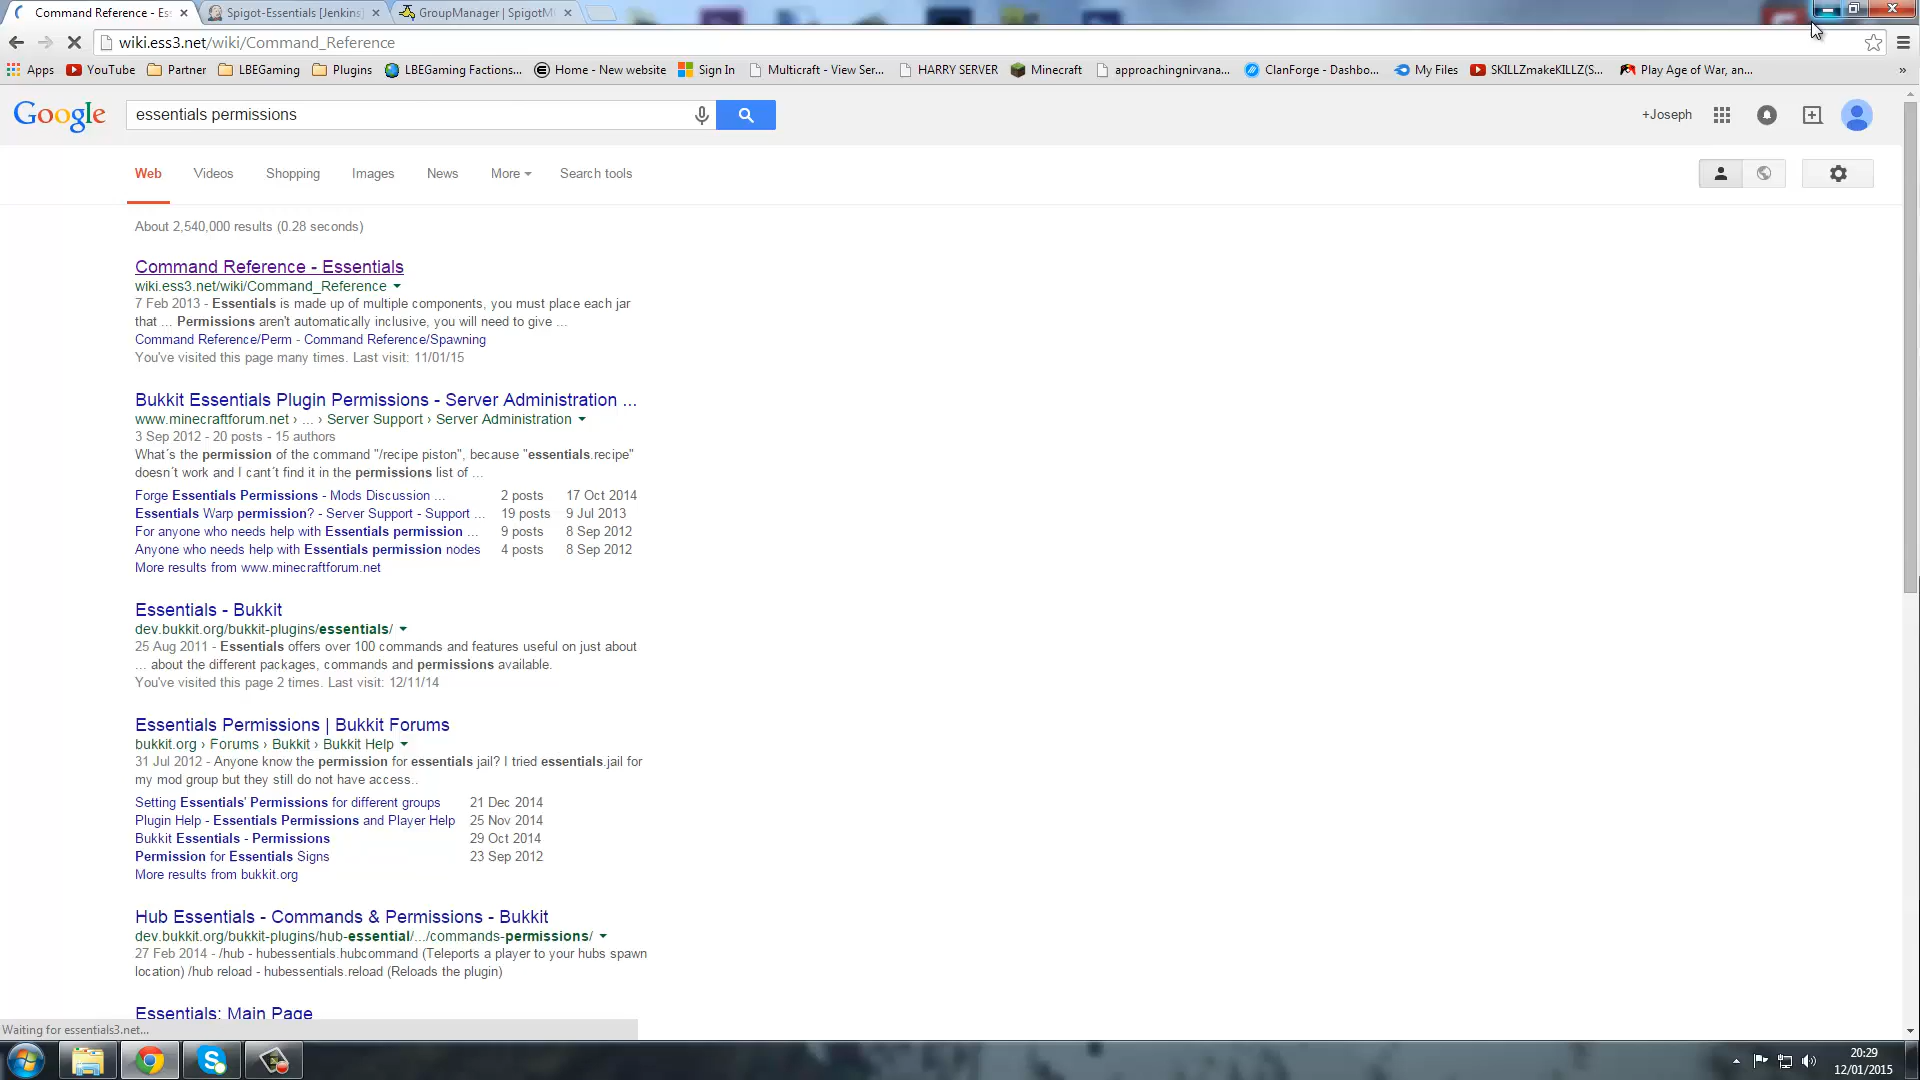 Command Reference - Es
Spigot-Essentials [Jenkins]
GroupManager | SpigotM
wiki.ess3.net/wiki/Command_Reference
Apps
YouTube
Partner
LBEGaming
Plugins
LBEGaming Factions...
Home - New website
Sign In
Multicraft - View Ser...
HARRY SERVER
Minecraft
approachingnirvana...
ClanForge - Dashbo...
My Files
SKILLZmakeKILLZ(S...
Play Age of War, an...
»
Google
essentials permissions
+Joseph
Web
Videos
Shopping
Images
News
More
Search tools
About 2,540,000 results (0.28 seconds)
Command Reference - Essentials
wiki.ess3.net/wiki/Command_Reference
7 Feb 2013 - Essentials is made up of multiple components, you must place each jar
that ... Permissions aren't automatically inclusive, you will need to give ...
Command Reference/Perm - Command Reference/Spawning
You've visited this page many times. Last visit: 11/01/15
Bukkit Essentials Plugin Permissions - Server Administration ...
www.minecraftforum.net › ... › Server Support › Server Administration
3 Sep 2012 - 20 posts - 15 authors
What´s the permission of the command "/recipe piston", because "essentials.recipe"
doesn´t work and I cant´t find it in the permissions list of ...
Forge Essentials Permissions - Mods Discussion ... 2 posts 17 Oct 2014
Essentials Warp permission? - Server Support - Support ... 19 posts 9 Jul 2013
For anyone who needs help with Essentials permission ... 9 posts 8 Sep 2012
Anyone who needs help with Essentials permission nodes 4 posts 8 Sep 2012
More results from www.minecraftforum.net
Essentials - Bukkit
dev.bukkit.org/bukkit-plugins/essentials/
25 Aug 2011 - Essentials offers over 100 commands and features useful on just about
... about the different packages, commands and permissions available.
You've visited this page 2 times. Last visit: 12/11/14
Essentials Permissions | Bukkit Forums
bukkit.org › Forums › Bukkit › Bukkit Help
31 Jul 2012 - Anyone know the permission for essentials jail? I tried essentials.jail for
my mod group but they still do not have access..
Setting Essentials' Permissions for different groups 21 Dec 2014
Plugin Help - Essentials Permissions and Player Help 25 Nov 2014
Bukkit Essentials - Permissions 29 Oct 2014
Permission for Essentials Signs 23 Sep 2012
More results from bukkit.org
Hub Essentials - Commands & Permissions - Bukkit
dev.bukkit.org/bukkit-plugins/hub-essential/.../commands-permissions/
27 Feb 2014 - /hub - hubessentials.hubcommand (Teleports a player to your hubs spawn
location) /hub reload - hubessentials.reload (Reloads the plugin)
Essentials: Main Page
Waiting for essentials3.net...
20:29
12/01/2015